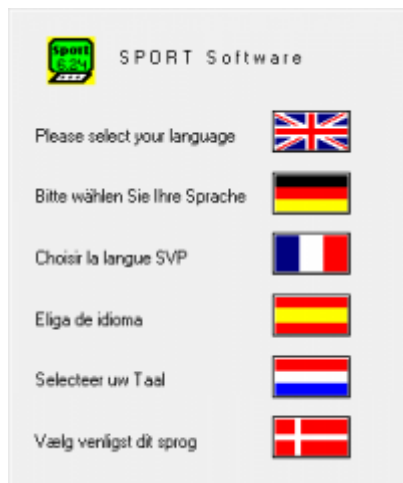 Sport
6:24
SPORT Software
Please select your language
Bitte wählen Sie Ihre Sprache
Choisir la langue SVP
Eliga de idioma
Selecteer uw Taal
Vælg venligst dit sprog